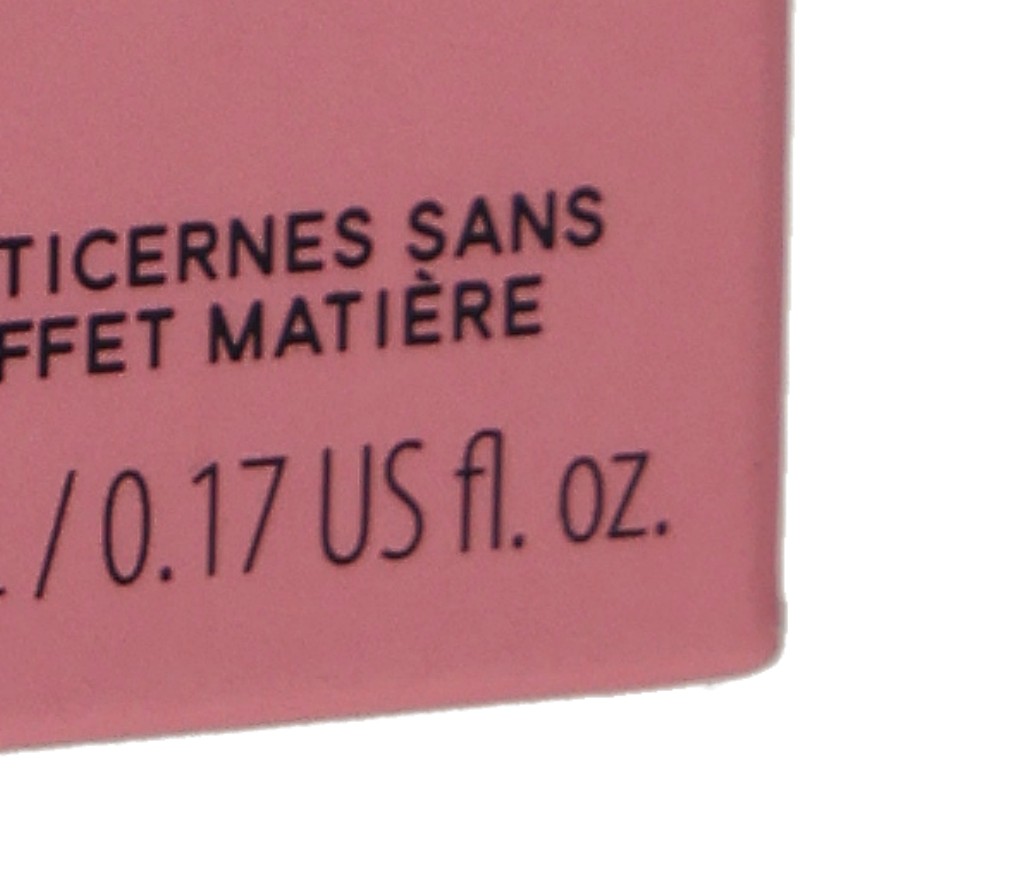 TICERNES SANS
FFET MATIÈRE
/ 0.17 US fl. oz.